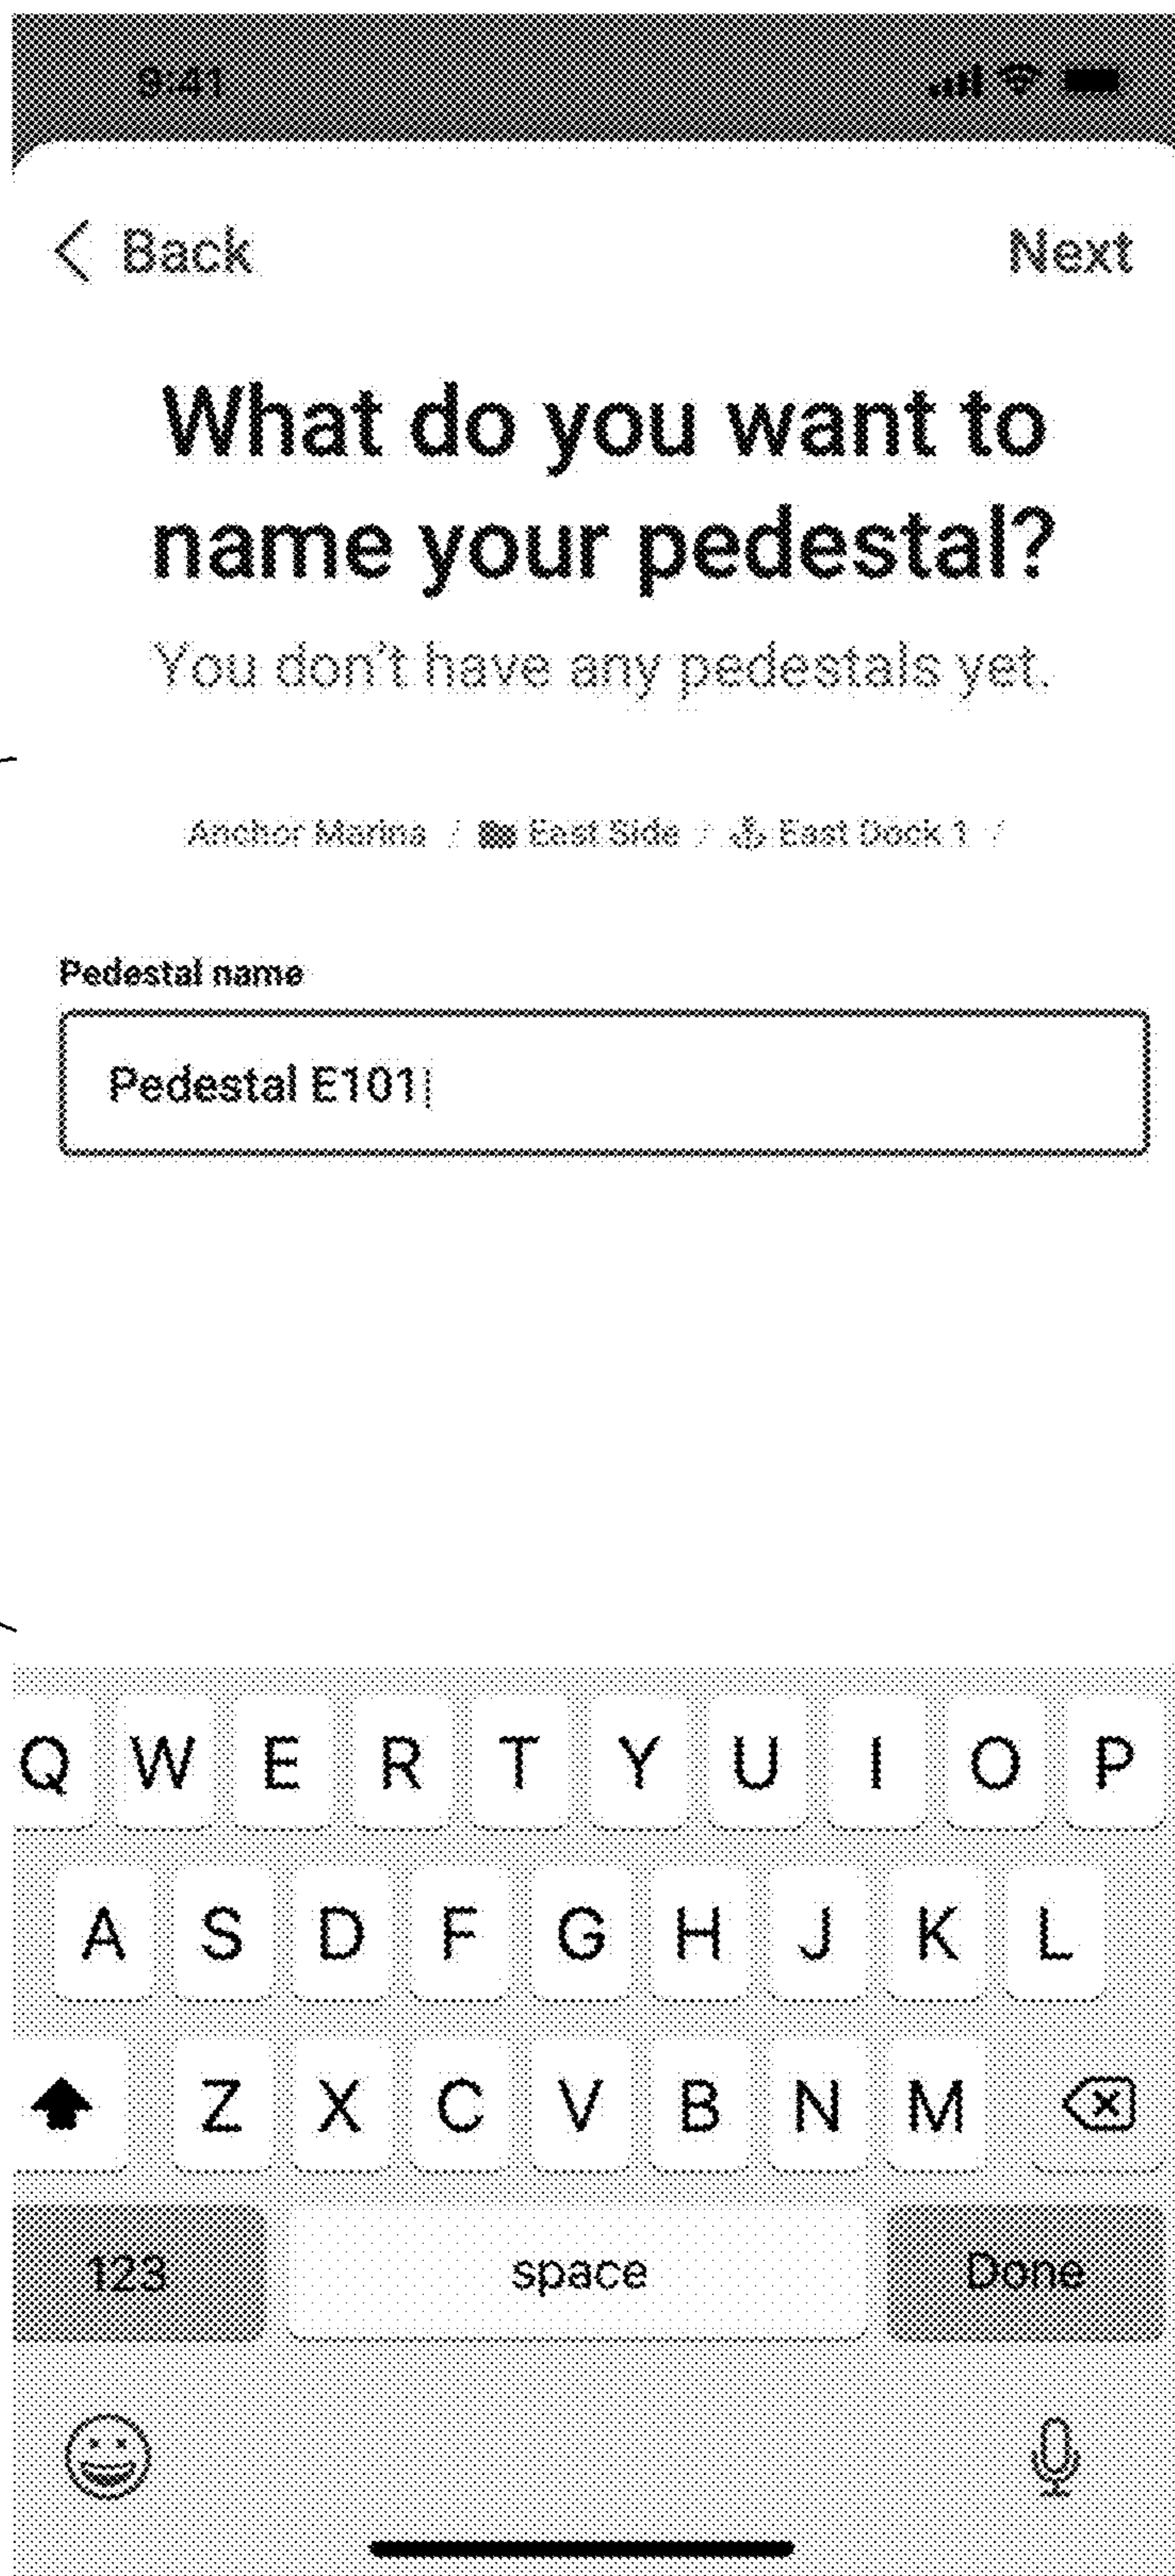 9:41
Back Next
What do you want to
name your pedestal?
You don't have any pedestals yet.
Anchor Marina / East Side / East Dock 1 /
Pedestal name
Pedestal E101
Q W E R T Y U I O P
A S D F G H J K L
Z X C V B N M
123 space Done